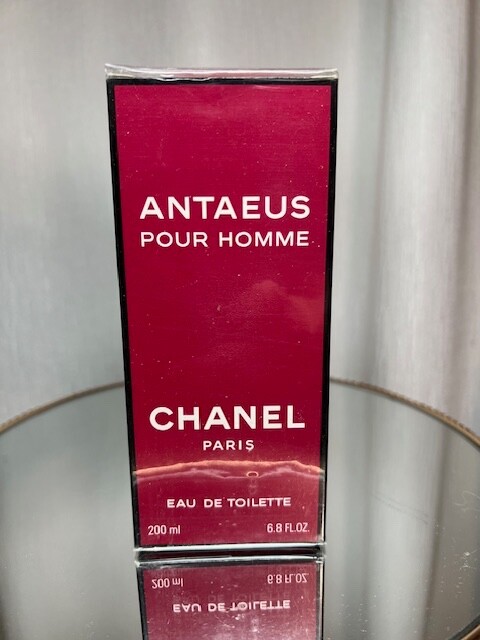 ANTAEUS
POUR HOMME
CHANEL
PARIS
EAU DE TOILETTE
200 ml 6.8 FL.OZ.